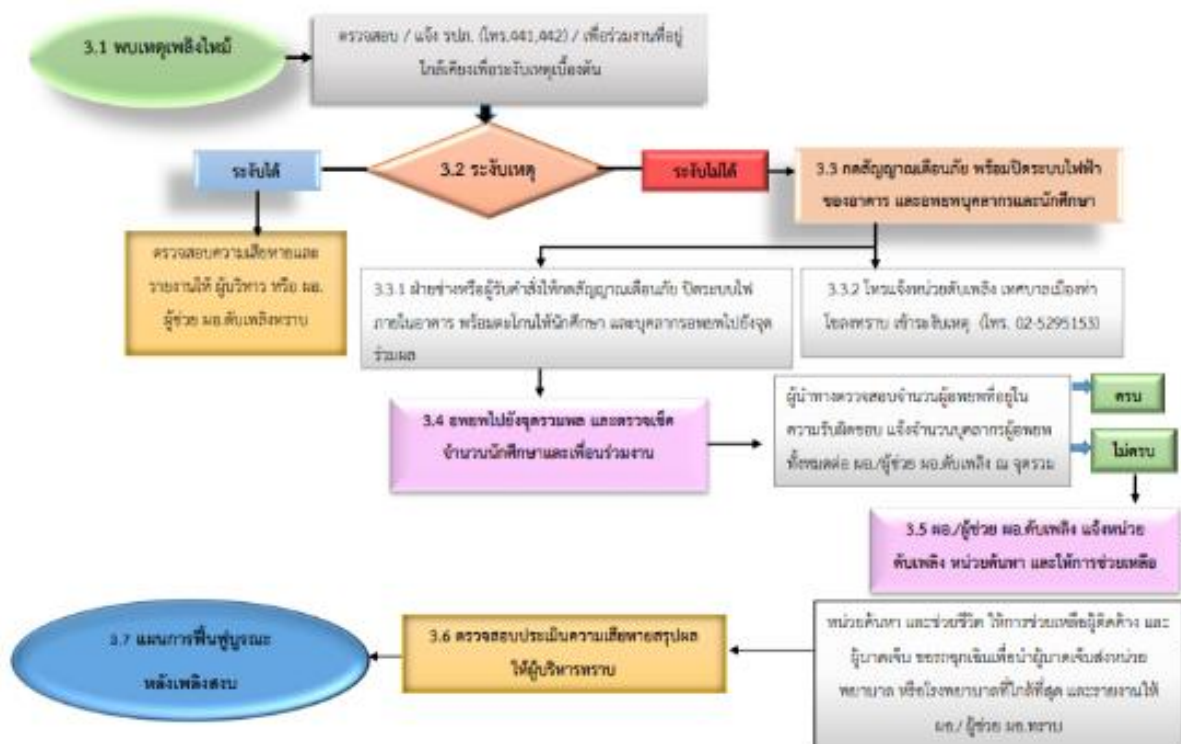 3.1 พบเหตุเพลิงไหม้
ตรวจสอบ / แจ้ง รปภ. (โทร.441,442) / เพื่อร่วมงานที่อยู่
ใกล้เคียงเพื่อระงับเหตุเบื้องต้น
ระงับได้
3.2 ระงับเหตุ
ระงับไม่ได้
3.3 กดสัญญาณเตือนภัย พร้อมปิดระบบไฟฟ้า
ของอาคาร และอพยพบุคลากรและนักศึกษา
ตรวจสอบความเสียหายและ
รายงานให้ ผู้บริหาร หรือ ผอ.
ผู้ช่วย ผอ.ดับเพลิงทราบ
3.3.1 ฝ่ายช่างหรือผู้รับคำสั่งให้กดสัญญาณเตือนภัย ปิดระบบไฟ
ภายในอาคาร พร้อมตะโกนให้นักศึกษา และบุคลากรอพยพไปยังจุด
ร่วมผล
3.3.2 โทรแจ้งหน่วยดับเพลิง เทศบาลเมืองท่า
โขลงทราบ เข้าระงับเหตุ (โทร. 02-5295153)
3.4 อพยพไปยังจุดรวมพล และตรวจเช็ค
จำนวนนักศึกษาและเพื่อนร่วมงาน
ผู้นำทางตรวจสอบจำนวนผู้อพยพที่อยู่ใน
ความรับผิดชอบ แจ้งจำนวนบุคลากรผู้อพยพ
ทั้งหมดต่อ ผอ./ผู้ช่วย ผอ.ดับเพลิง ณ จุดรวม
ครบ
ไม่ครบ
3.5 ผอ./ผู้ช่วย ผอ.ดับเพลิง แจ้งหน่วย
ดับเพลิง หน่วยค้นหา และให้การช่วยเหลือ
หน่วยค้นหา และช่วยชีวิต ให้การช่วยเหลือผู้ติดค้าง และ
ผู้บาดเจ็บ ขอรถฉุกเฉินเพื่อนำผู้บาดเจ็บส่งหน่วย
พยาบาล หรือโรงพยาบาลที่ใกล้ที่สุด และรายงานให้
ผอ./ ผู้ช่วย ผอ.ทราบ
3.6 ตรวจสอบประเมินความเสียหายสรุปผล
ให้ผู้บริหารทราบ
3.7 แผนการฟื้นฟูบูรณะ
หลังเพลิงสงบ